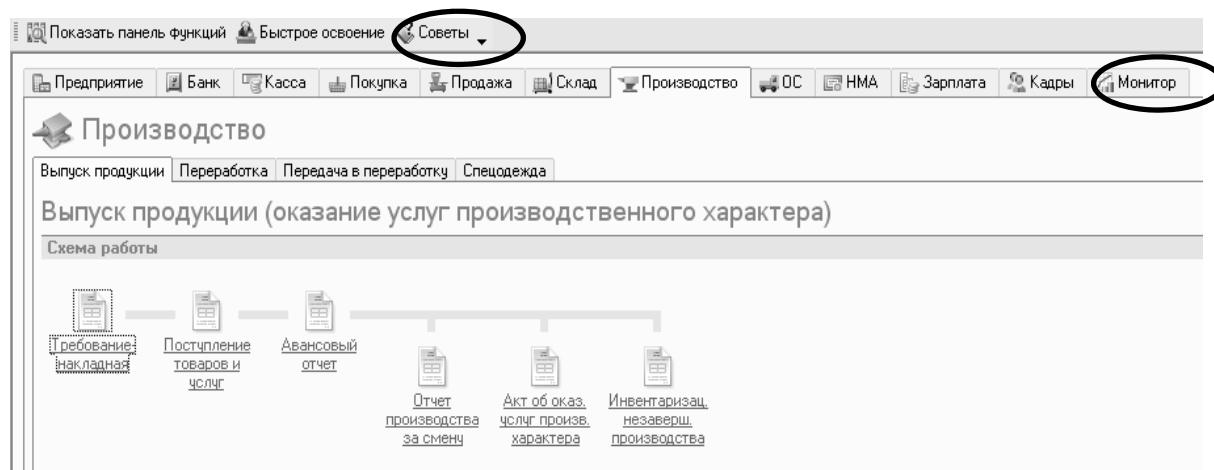 Показать панель функций Быстрое освоение Советы
Предприятие Банк Касса Покупка Продажа Склад Производство ОС НМА Зарплата Кадры Монитор
Производство
Выпуск продукции Переработка Передача в переработку Спецодежда
Выпуск продукции (оказание услуг производственного характера)
Схема работы
Требование-
накладная
Поступление
товаров и
услуг
Авансовый
отчет
Отчет
производства
за смену
Акт об оказ.
услуг произв.
характера
Инвентаризац.
незаверш.
производства